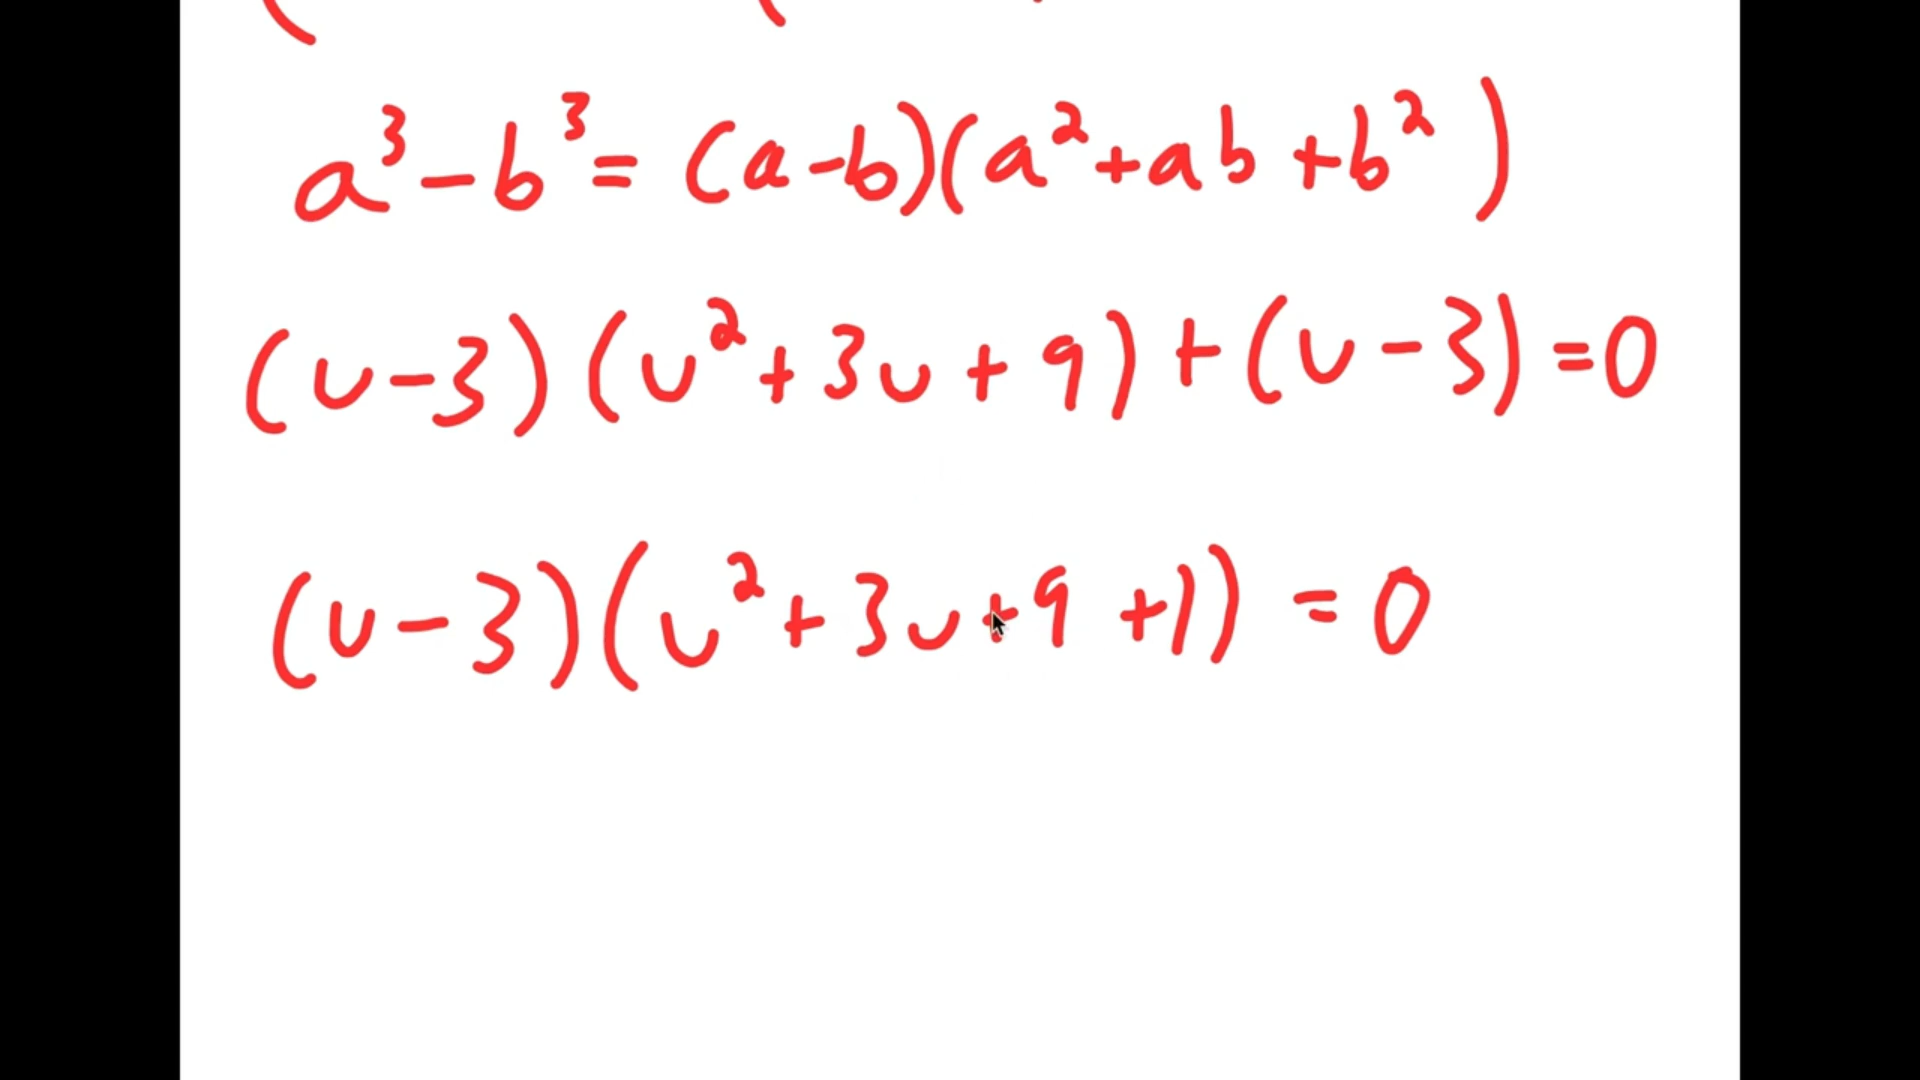 a³-b³= (a-b)(a²+ab+b²)
(u-3)(u²+3u+9)+(u-3)=0
(u-3)(u²+3u+9+1)=0